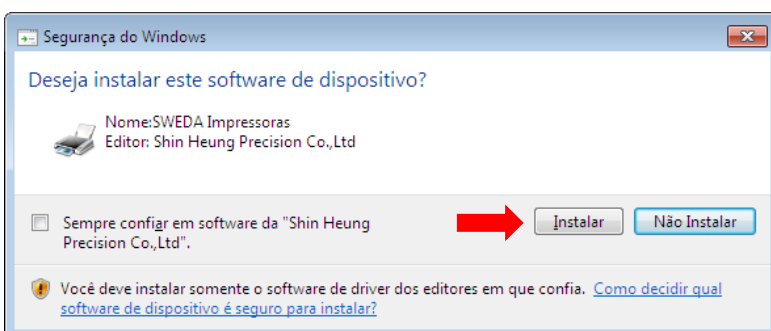 Segurança do Windows
Deseja instalar este software de dispositivo?
Nome:SWEDA Impressoras
Editor: Shin Heung Precision Co.,Ltd
Sempre confiar em software da "Shin Heung
Precision Co.,Ltd".
Instalar
Não Instalar
Você deve instalar somente o software de driver dos editores em que confia. Como decidir qual
software de dispositivo é seguro para instalar?